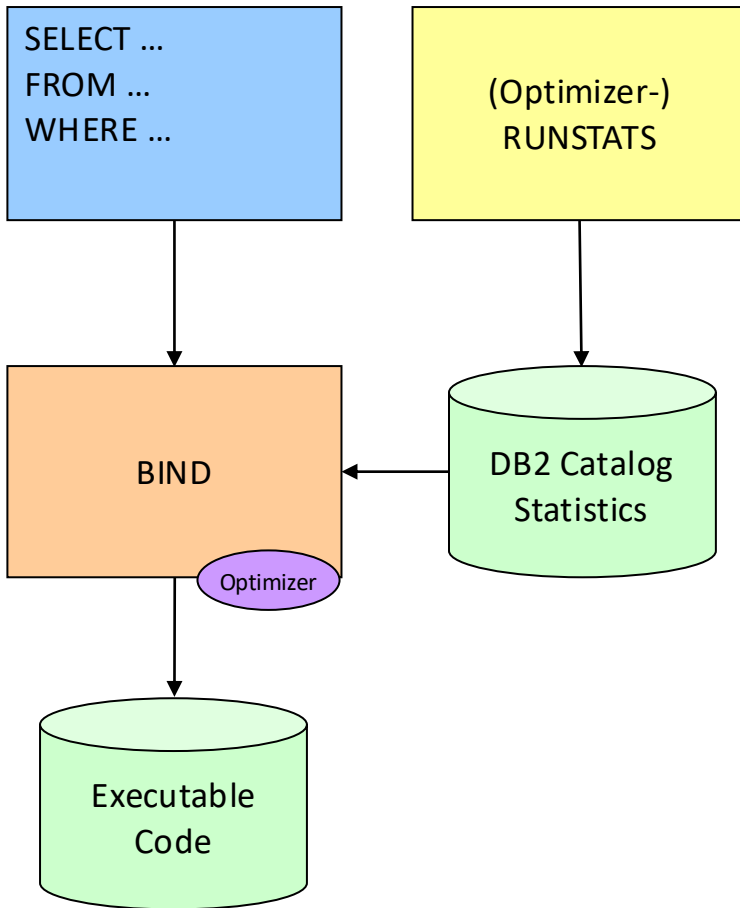 SELECT …
FROM …
WHERE …
(Optimizer-)
RUNSTATS
BIND
DB2 Catalog
Statistics
Optimizer
Executable
Code